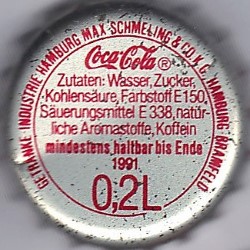 GETRÄNKE INDUSTRIE HAMBURG MAX SCHMELING & CO K.G. HAMBURG BRAMFELD
Coca-Cola ®
Zutaten: Wasser, Zucker,
Kohlensäure, Farbstoff E 150,
Säuerungsmittel E 338, natür-
liche Aromastoffe, Koffein
mindestens haltbar bis Ende
1991
0,2L